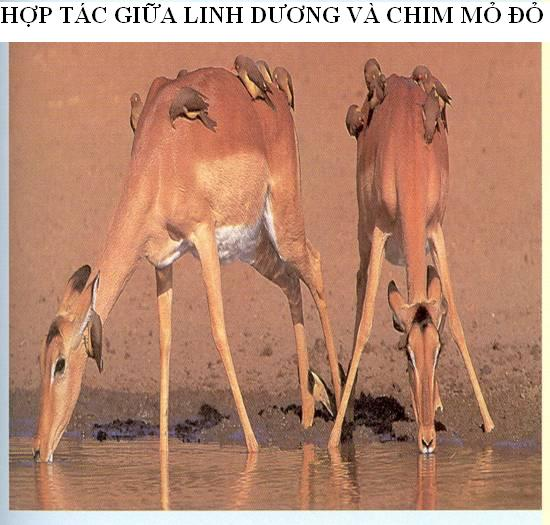 HỢP TÁC GIỮA LINH DƯƠNG VÀ CHIM MỎ ĐỎ